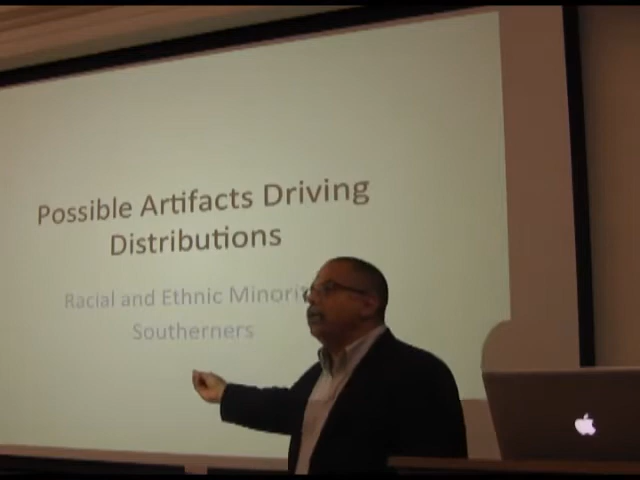 Possible Artifacts Driving
Distributions
Racial and Ethnic
Southerners